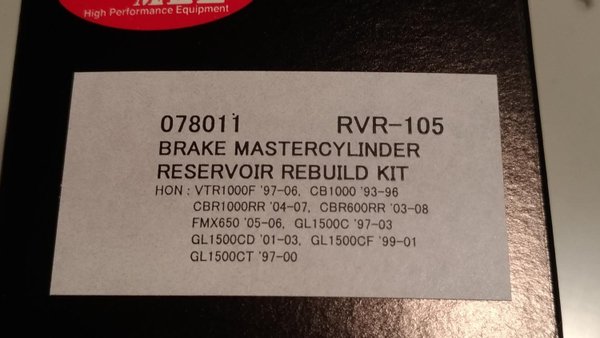 High Performance Equipment
078011 RVR-105
BRAKE MASTERCYLINDER
RESERVOIR REBUILD KIT
HON : VTR1000F '97-06, CB1000 '93-96
CBR1000RR '04-07, CBR600RR '03-08
FMX650 '05-06, GL1500C '97-03
GL1500CD '01-03, GL1500CF '99-01
GL1500CT '97-00